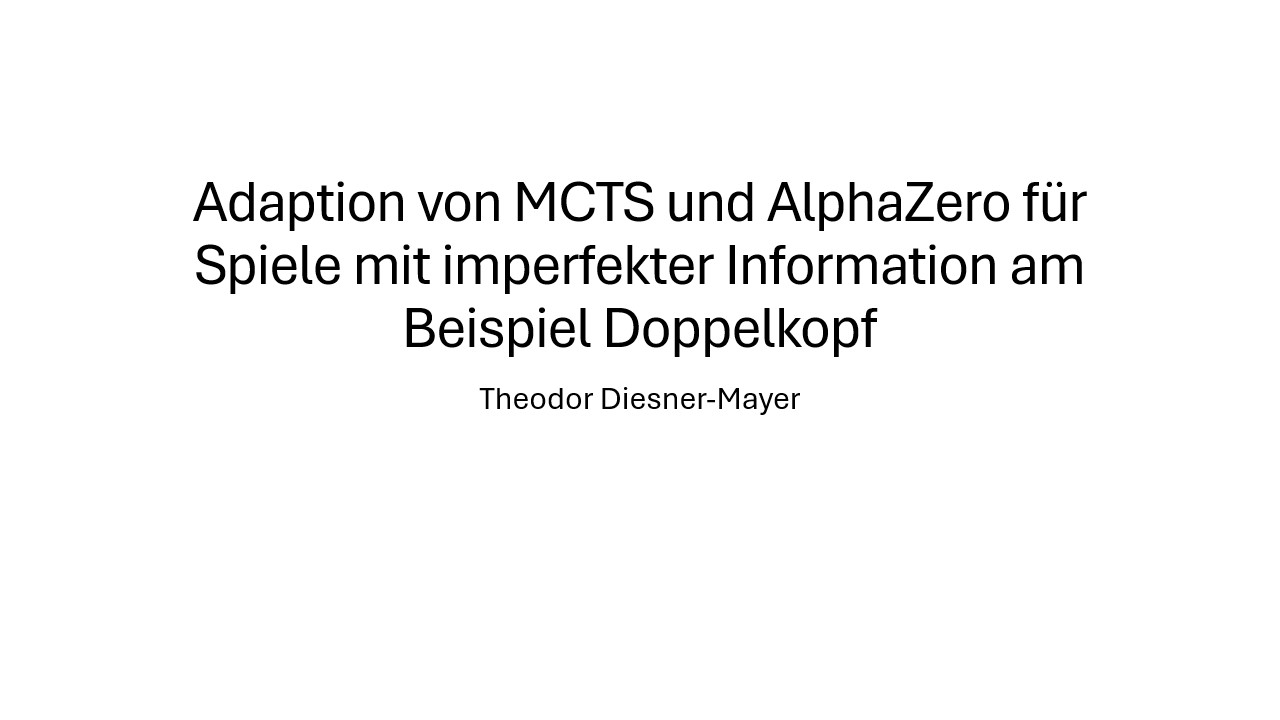 Adaption von MCTS und AlphaZero für
Spiele mit imperfekter Information am
Beispiel Doppelkopf
Theodor Diesner-Mayer